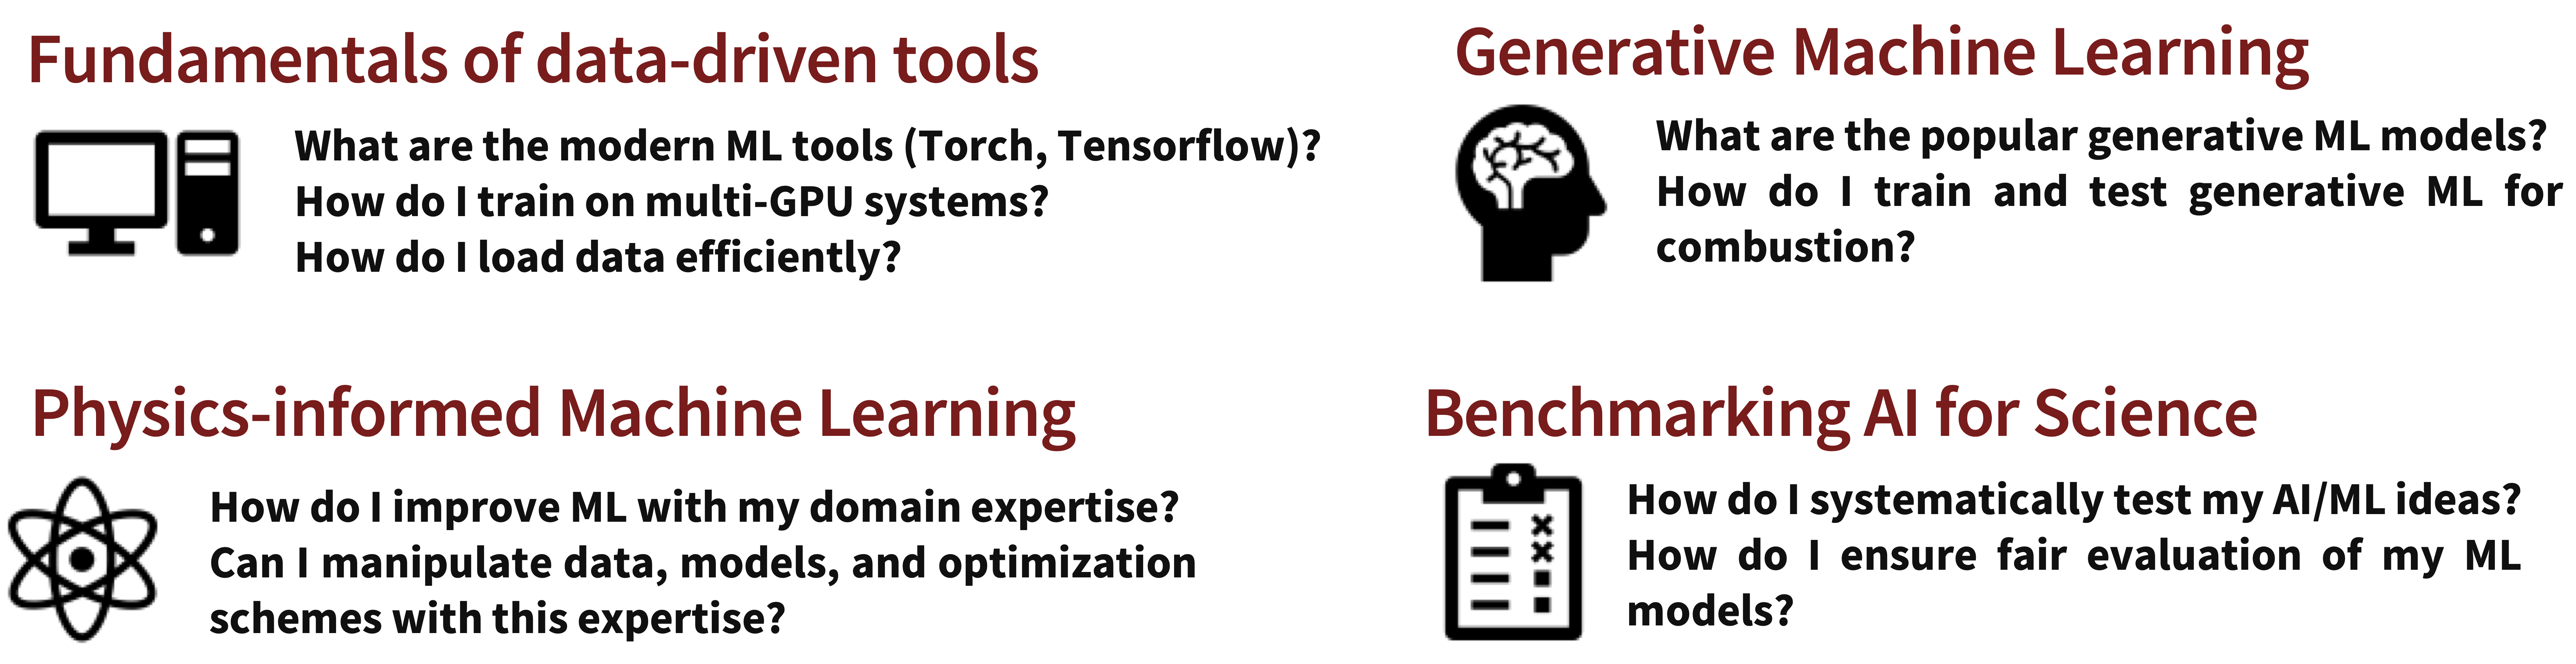 Fundamentals of data-driven tools
What are the modern ML tools (Torch, Tensorflow)?
How do I train on multi-GPU systems?
How do I load data efficiently?
Generative Machine Learning
What are the popular generative ML models?
How do I train and test generative ML for
combustion?
Physics-informed Machine Learning
How do I improve ML with my domain expertise?
Can I manipulate data, models, and optimization
schemes with this expertise?
Benchmarking AI for Science
How do I systematically test my AI/ML ideas?
How do I ensure fair evaluation of my ML
models?